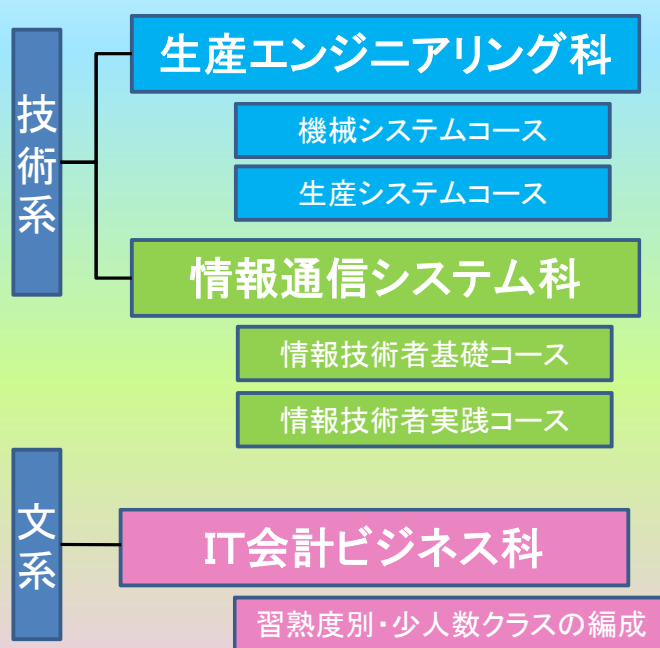 技術系
生産エンジニアリング科
機械システムコース
生産システムコース
情報通信システム科
情報技術者基礎コース
情報技術者実践コース
文系
IT会計ビジネス科
習熟度別・少人数クラスの編成